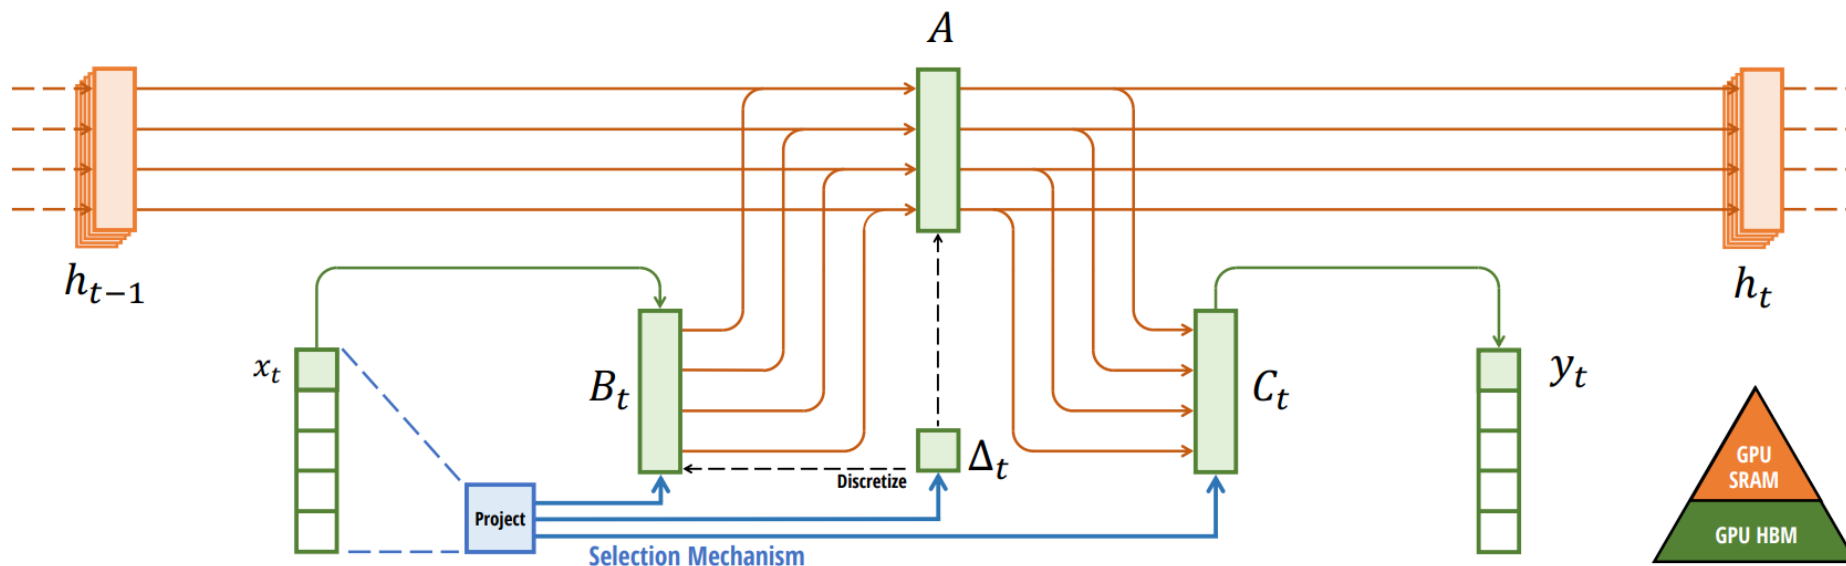 A
h_{t-1}
h_t
x_t
B_t
C_t
y_t
Δ_t
Discretize
Project
Selection Mechanism
GPU
SRAM
GPU HBM